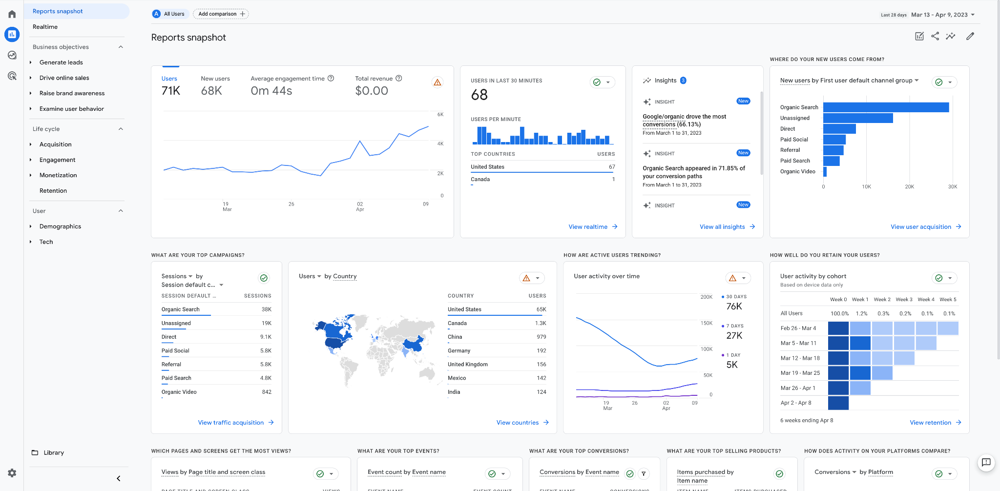 Reports snapshot
Realtime
Business objectives
Generate leads
Drive online sales
Raise brand awareness
Examine user behavior
Life cycle
Acquisition
Engagement
Monetization
Retention
User
Demographics
Tech
Library
A All Users
Add comparison
Last 28 days Mar 13 - Apr 9, 2023
Reports snapshot
Users
71K
New users
68K
Average engagement time
0m 44s
Total revenue
$0.00
6K
4K
2K
0
19
Mar
26
02
Apr
09
USERS IN LAST 30 MINUTES
68
USERS PER MINUTE
TOP COUNTRIES USERS
United States 67
Canada 1
View realtime
Insights 3
INSIGHT New
Google/organic drove the most
conversions (66.13%)
From March 1 to 31, 2023
INSIGHT New
Organic Search appeared in 71.85% of
your conversion paths
From March 1 to 31, 2023
INSIGHT New
View all insights
WHERE DO YOUR NEW USERS COME FROM?
New users by First user default channel group
Organic Search
Unassigned
Direct
Paid Social
Referral
Paid Search
Organic Video
0 10K 20K 30K
View user acquisition
WHAT ARE YOUR TOP CAMPAIGNS?
Sessions by
Session default c...
SESSION DEFAULT ... SESSIONS
Organic Search 38K
Unassigned 19K
Direct 9.1K
Paid Social 5.8K
Referral 5.8K
Paid Search 4.8K
Organic Video 842
View traffic acquisition
Users by Country
COUNTRY USERS
United States 65K
Canada 1.3K
China 979
Germany 192
United Kingdom 156
Mexico 142
India 124
View countries
HOW ARE ACTIVE USERS TRENDING?
User activity over time
200K
150K
100K
50K
0
19
Mar
26
02
Apr
09
30 DAYS
76K
7 DAYS
27K
1 DAY
5K
HOW WELL DO YOU RETAIN YOUR USERS?
User activity by cohort
Based on device data only
Week 0 Week 1 Week 2 Week 3 Week 4 Week 5
All Users 100.0% 1.2% 0.3% 0.2% 0.1% 0.1%
Feb 26 - Mar 4
Mar 5 - Mar 11
Mar 12 - Mar 18
Mar 19 - Mar 25
Mar 26 - Apr 1
Apr 2 - Apr 8
6 weeks ending Apr 8
View retention
WHICH PAGES AND SCREENS GET THE MOST VIEWS?
Views by Page title and screen class
PAGE TITLE AND SCREEN CLASS VIEWS
WHAT ARE YOUR TOP EVENTS?
Event count by Event name
EVENT NAME EVENT COUNT
WHAT ARE YOUR TOP CONVERSIONS?
Conversions by Event name
EVENT NAME CONVERSIONS
WHAT ARE YOUR TOP SELLING PRODUCTS?
Items purchased by
Item name
ITEM NAME ITEMS PURCHASED
HOW DOES ACTIVITY ON YOUR PLATFORMS COMPARE?
Conversions by Platform